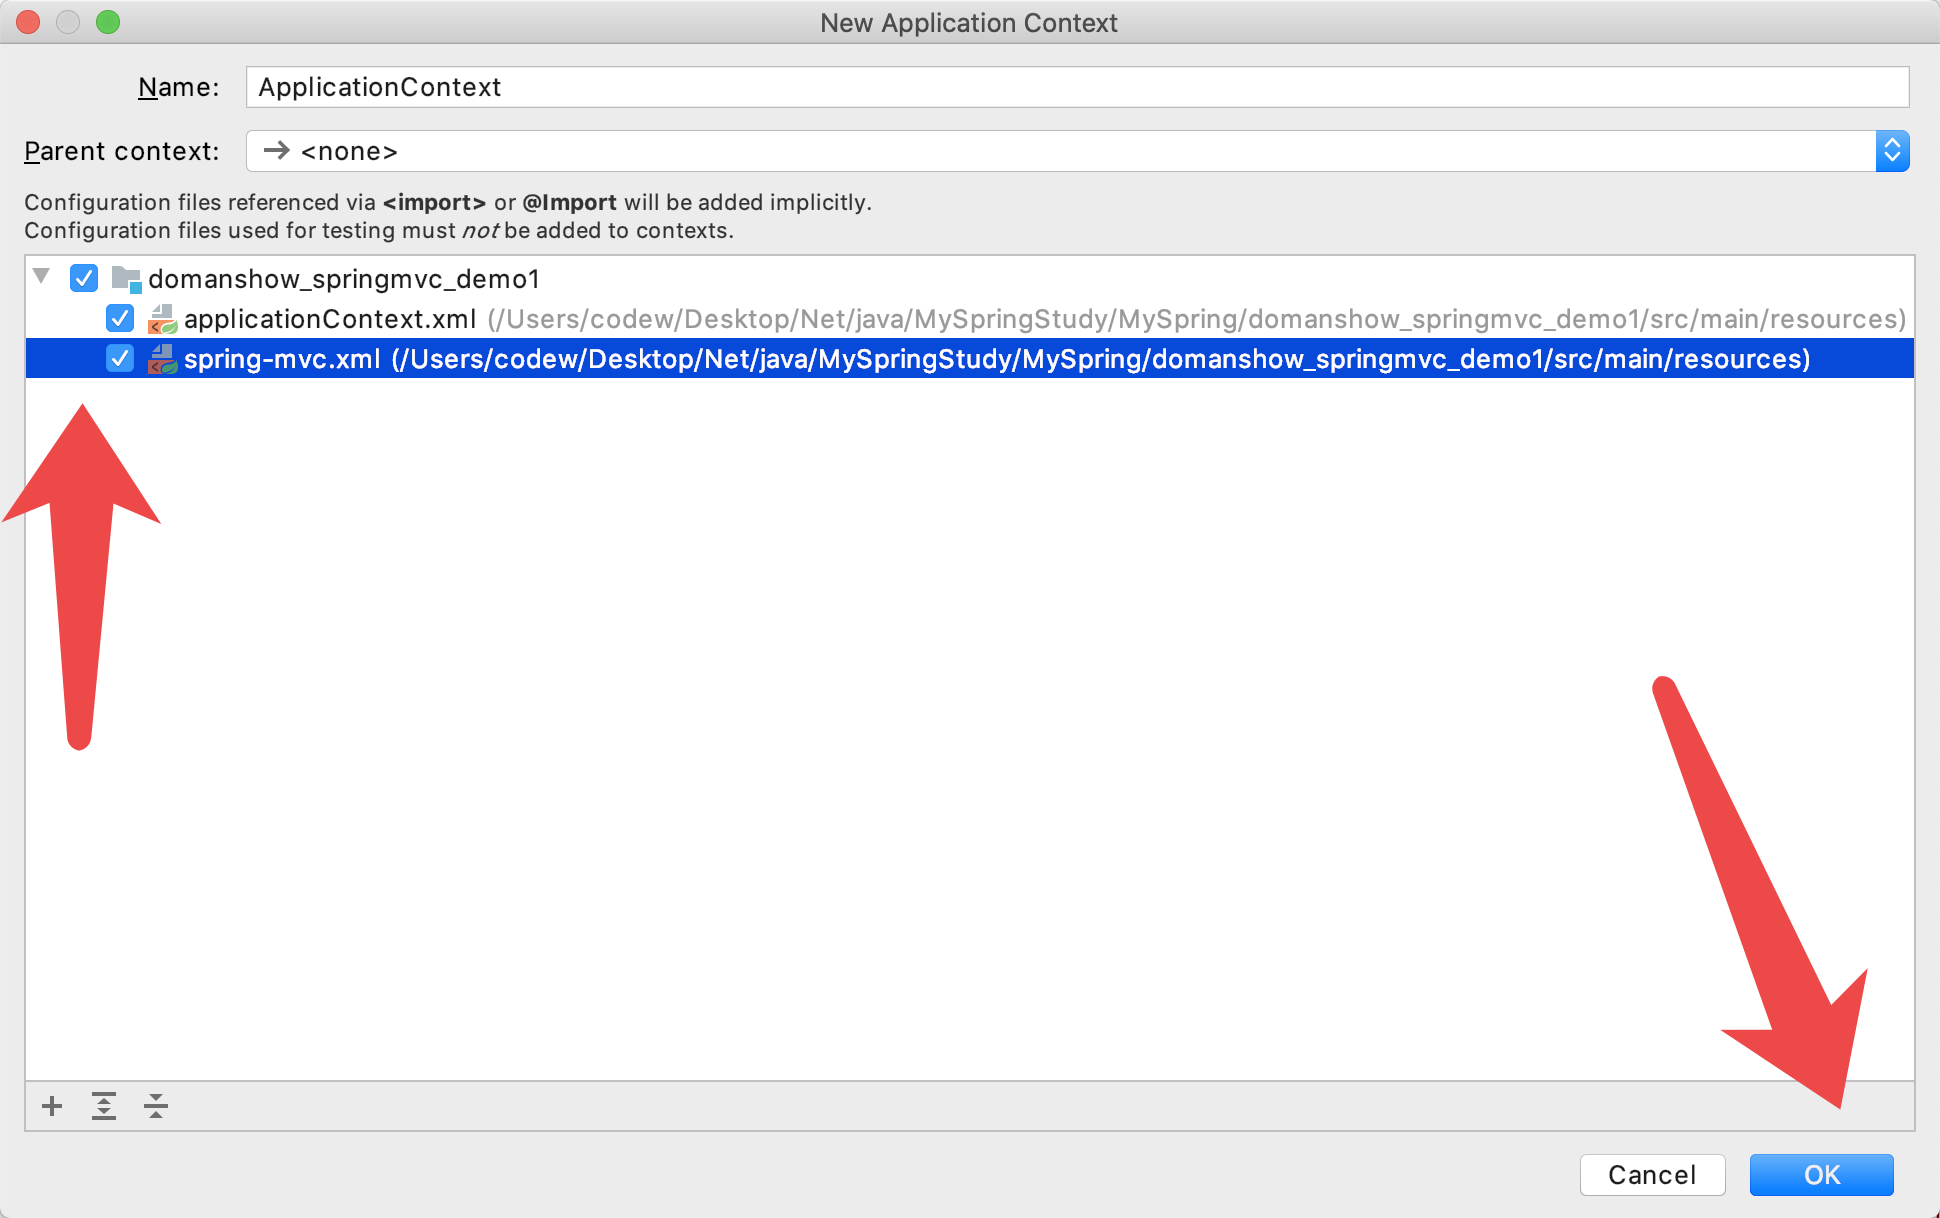 New Application Context
Name: ApplicationContext
Parent context: <none>
Configuration files referenced via <import> or @Import will be added implicitly.
Configuration files used for testing must not be added to contexts.
domanshow_springmvc_demo1
applicationContext.xml (/Users/codew/Desktop/Net/java/MySpringStudy/MySpring/domanshow_springmvc_demo1/src/main/resources)
spring-mvc.xml (/Users/codew/Desktop/Net/java/MySpringStudy/MySpring/domanshow_springmvc_demo1/src/main/resources)
Cancel OK